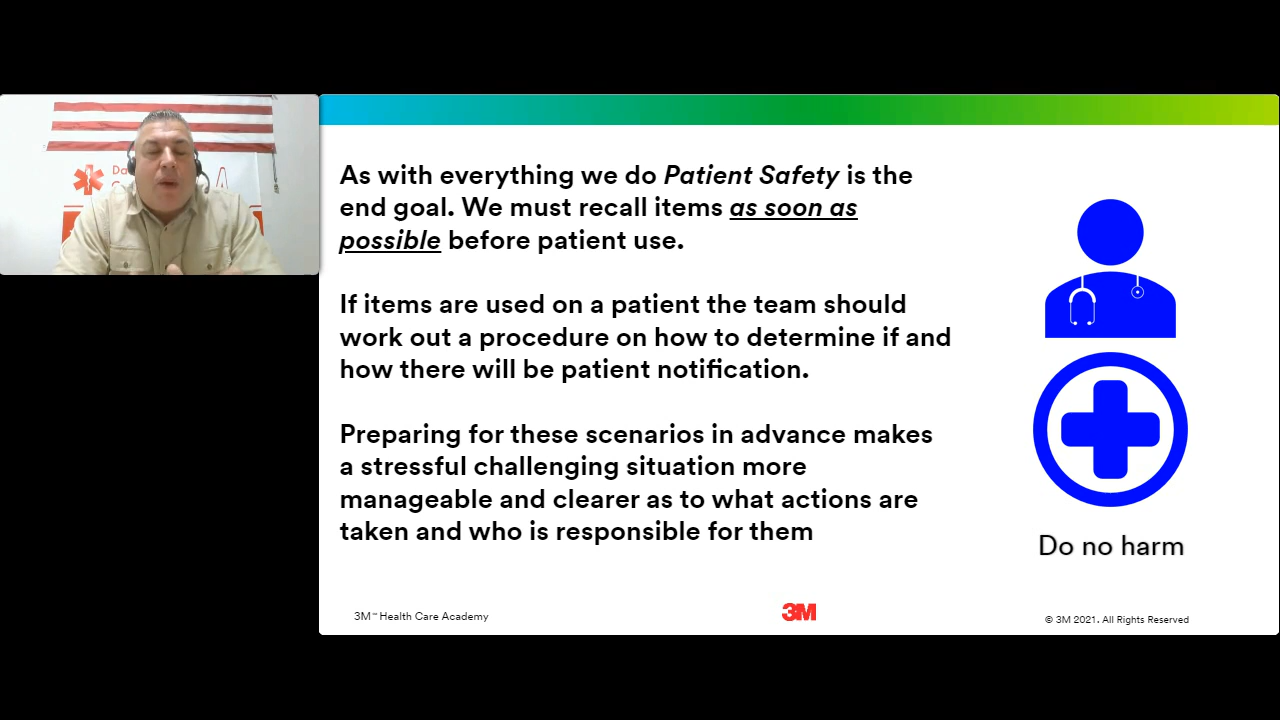 As with everything we do Patient Safety is the
end goal. We must recall items as soon as
possible before patient use.
If items are used on a patient the team should
work out a procedure on how to determine if and
how there will be patient notification.
Preparing for these scenarios in advance makes
a stressful challenging situation more
manageable and clearer as to what actions are
taken and who is responsible for them
Do no harm
3M™ Health Care Academy
3M
© 3M 2021. All Rights Reserved